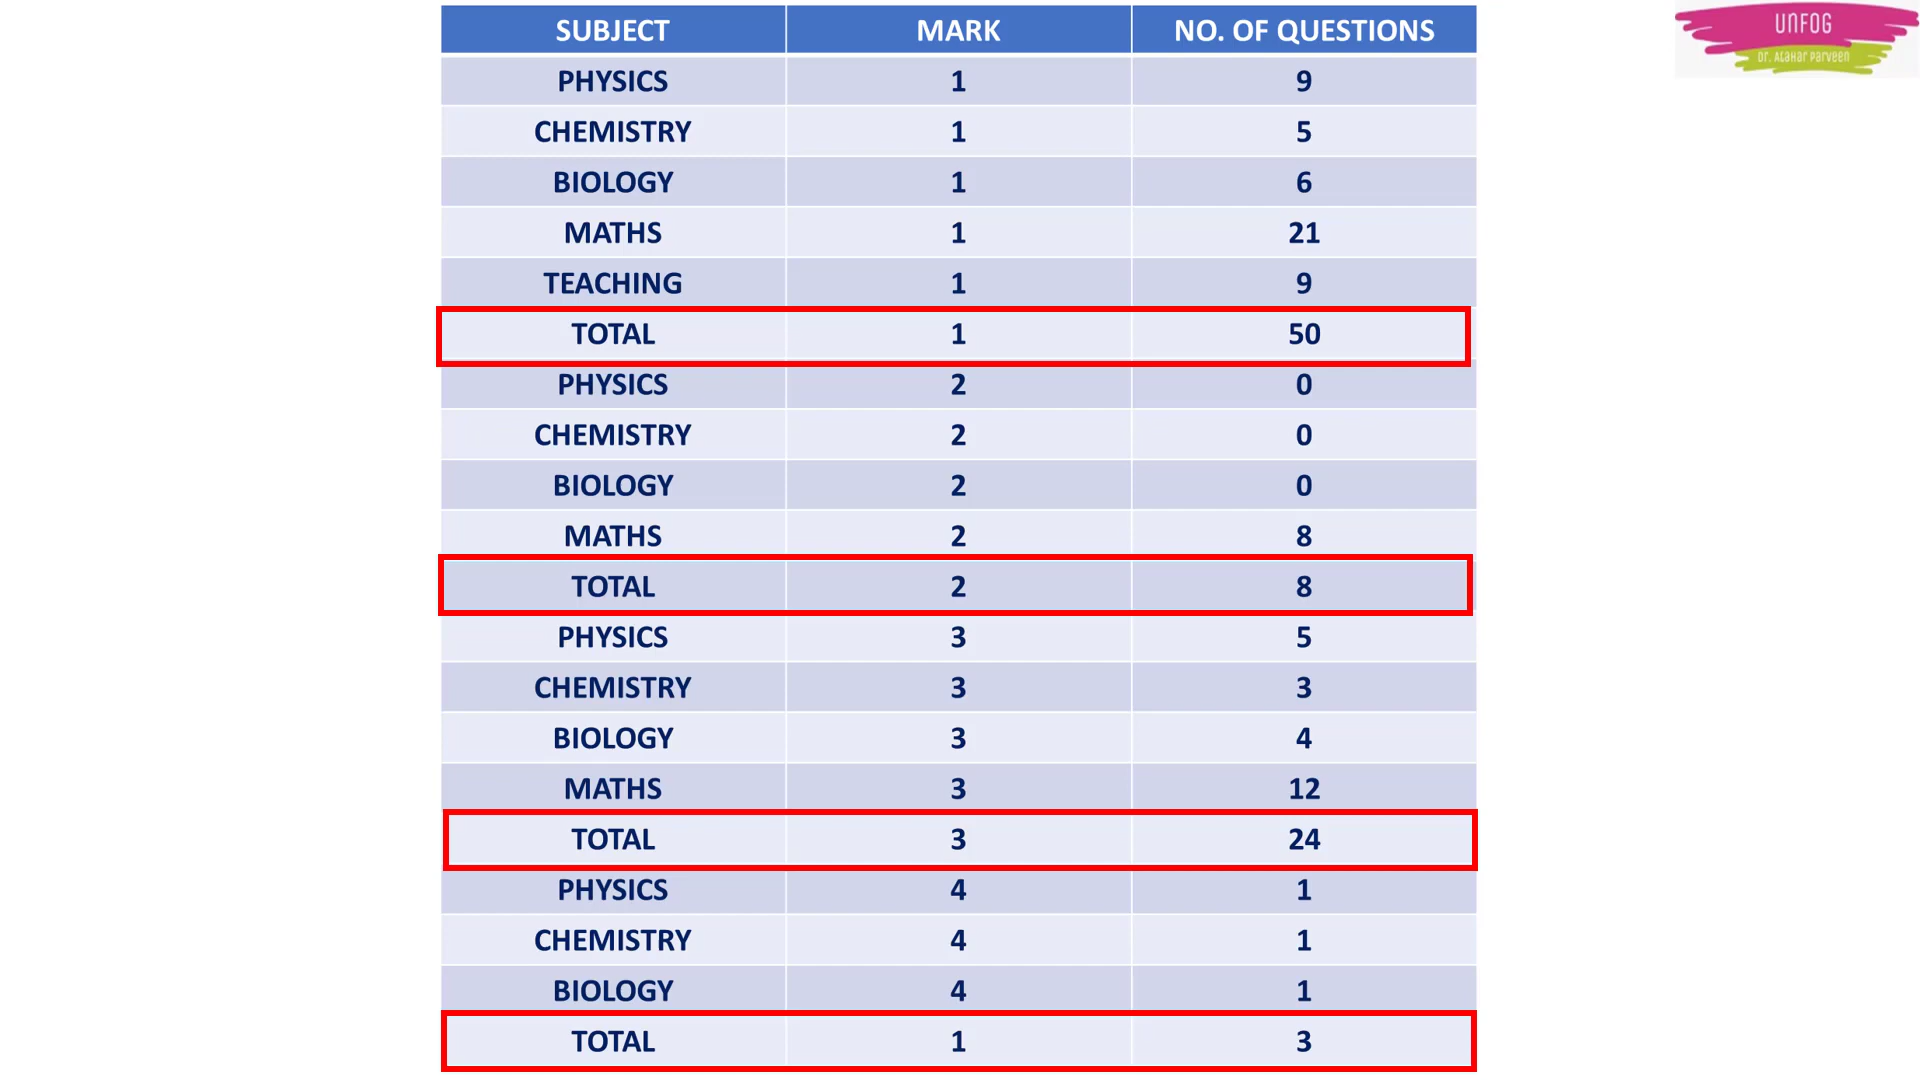 SUBJECT MARK NO. OF QUESTIONS
PHYSICS 1 9
CHEMISTRY 1 5
BIOLOGY 1 6
MATHS 1 21
TEACHING 1 9
TOTAL 1 50
PHYSICS 2 0
CHEMISTRY 2 0
BIOLOGY 2 0
MATHS 2 8
TOTAL 2 8
PHYSICS 3 5
CHEMISTRY 3 3
BIOLOGY 3 4
MATHS 3 12
TOTAL 3 24
PHYSICS 4 1
CHEMISTRY 4 1
BIOLOGY 4 1
TOTAL 1 3
UNFOG
Dr. Atahar Parveen